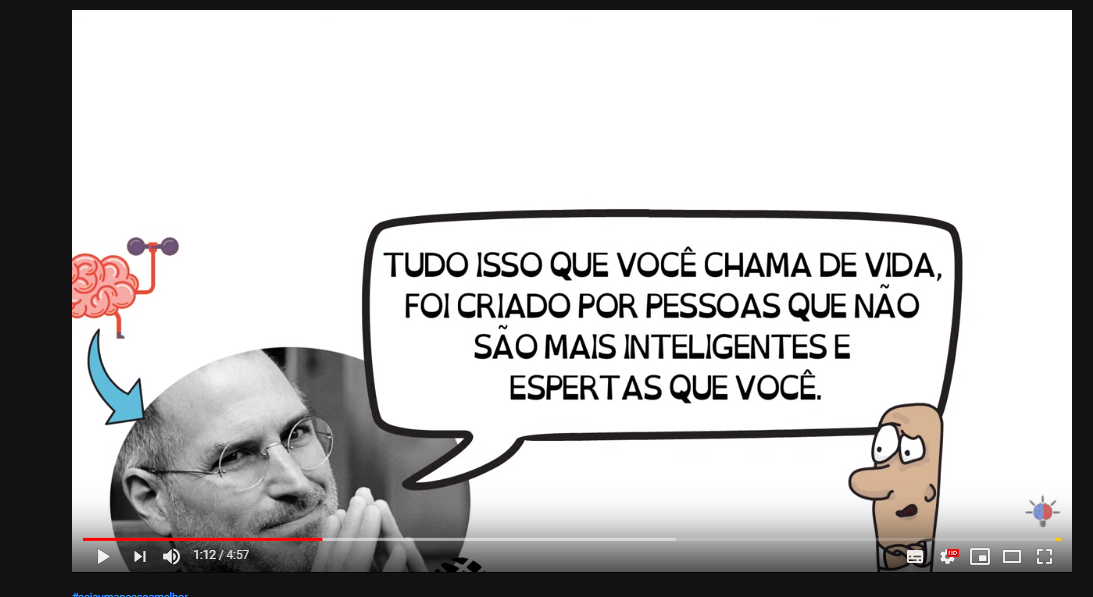 TUDO ISSO QUE VOCÊ CHAMA DE VIDA,
FOI CRIADO POR PESSOAS QUE NÃO
SÃO MAIS INTELIGENTES E
ESPERTAS QUE VOCÊ.
1:12 / 4:57
HD